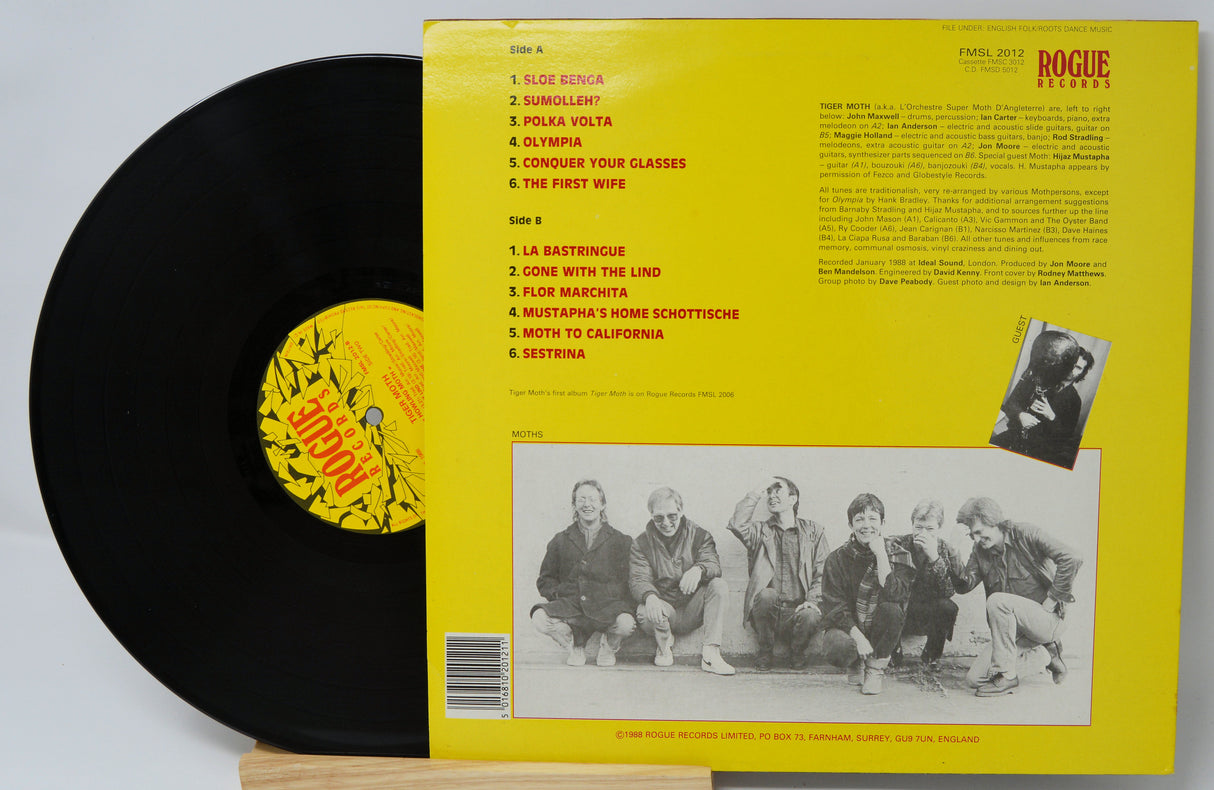 FILE UNDER: ENGLISH FOLK/ROOTS DANCE MUSIC
FMSL 2012
Cassette FMSC 3012
C.D. FMSD 5012
ROGUE
RECORDS
Side A
1. SLOE BENGA
2. SUMOLLEH?
3. POLKA VOLTA
4. OLYMPIA
5. CONQUER YOUR GLASSES
6. THE FIRST WIFE
Side B
1. LA BASTRINGUE
2. GONE WITH THE LIND
3. FLOR MARCHITA
4. MUSTAPHA'S HOME SCHOTTISCHE
5. MOTH TO CALIFORNIA
6. SESTRINA
Tiger Moth's first album Tiger Moth is on Rogue Records FMSL 2006
TIGER MOTH (a.k.a. L'Orchestre Super Moth D'Angleterre) are, left to right
below: John Maxwell – drums, percussion; Ian Carter – keyboards, piano, extra
melodeon on A2; Ian Anderson – electric and acoustic slide guitars, guitar on
B5; Maggie Holland – electric and acoustic bass guitars, banjo; Rod Stradling –
melodeons, extra acoustic guitar on A2; Jon Moore – electric and acoustic
guitars, synthesizer parts sequenced on B6. Special guest Moth: Hijaz Mustapha
– guitar (A1), bouzouki (A6), banjozouki (B4), vocals. H. Mustapha appears by
permission of Fezco and Globestyle Records.
All tunes are traditionalish, very re-arranged by various Mothpersons, except
for Olympia by Hank Bradley. Thanks for additional arrangement suggestions
from Barnaby Stradling and Hijaz Mustapha, and to sources further up the line
including John Mason (A1), Calicanto (A3), Vic Gammon and The Oyster Band
(A5), Ry Cooder (A6), Jean Carignan (B1), Narcisso Martinez (B3), Dave Haines
(B4), La Ciapa Rusa and Baraban (B6). All other tunes and influences from race
memory, communal osmosis, vinyl craziness and dining out.
Recorded January 1988 at Ideal Sound, London. Produced by Jon Moore and
Ben Mandelson. Engineered by David Kenny. Front cover by Rodney Matthews.
Group photo by Dave Peabody. Guest photo and design by Ian Anderson.
GUEST
MOTHS
5 016810 201211
©1988 ROGUE RECORDS LIMITED, PO BOX 73, FARNHAM, SURREY, GU9 7UN, ENGLAND
ROGUE
RECORDS
TIGER MOTH
HOWLING MOTH
FMSL 2012-B
SIDE TWO